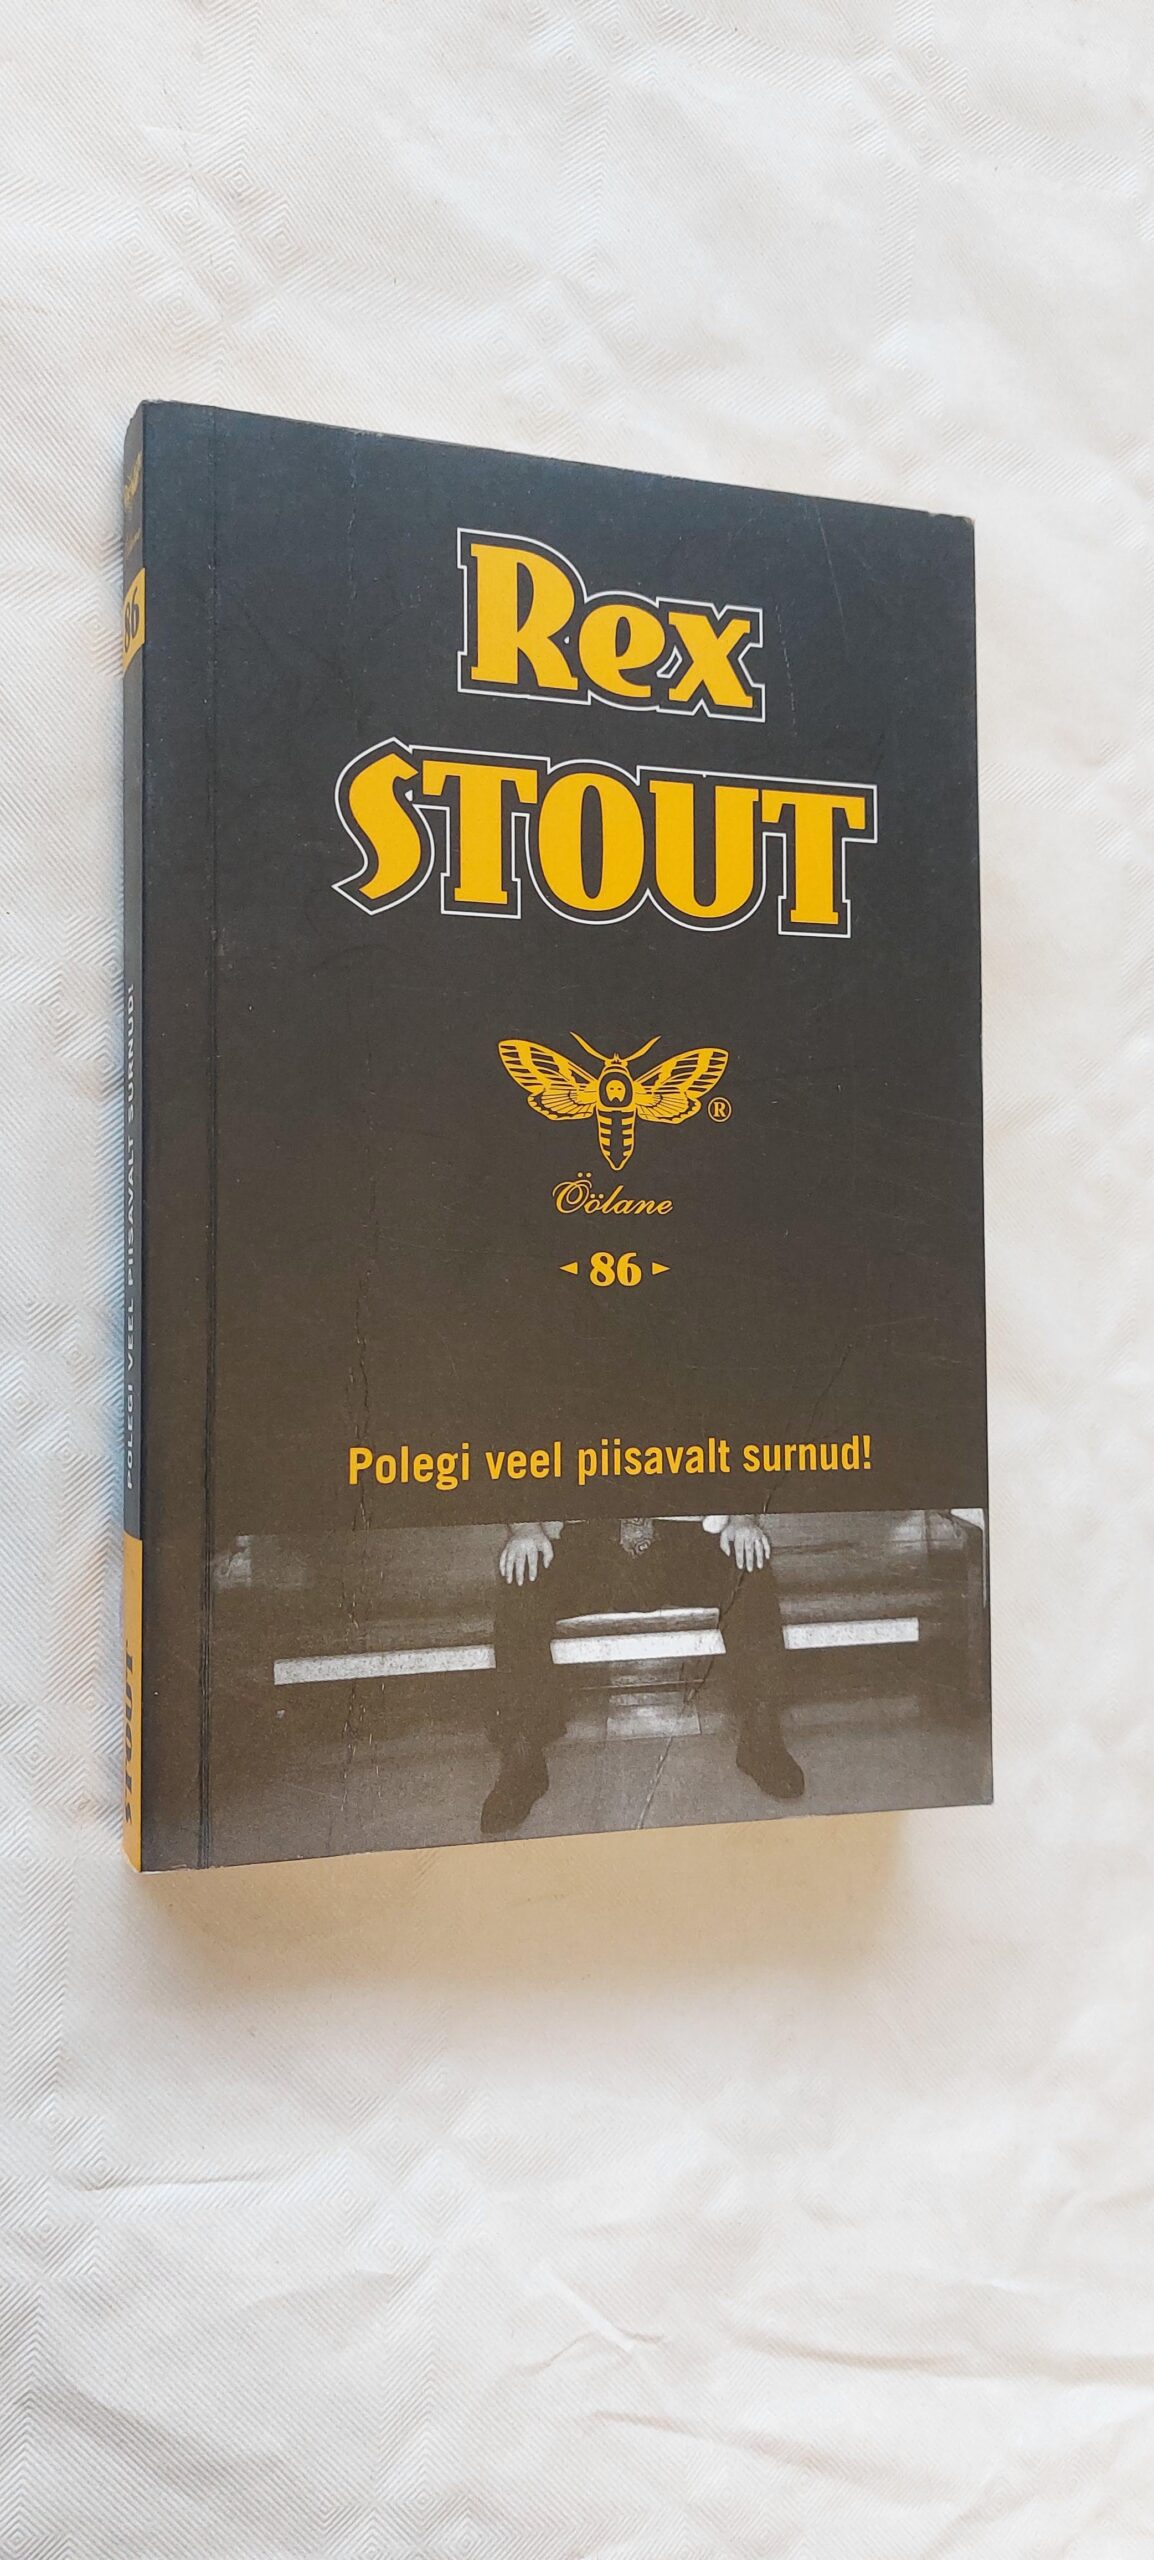 Rex
STOUT
®
Öölane
86
Polegi veel piisavalt surnud!
86
POLEGI VEEL PIISAVALT SURNUD!
STOUT